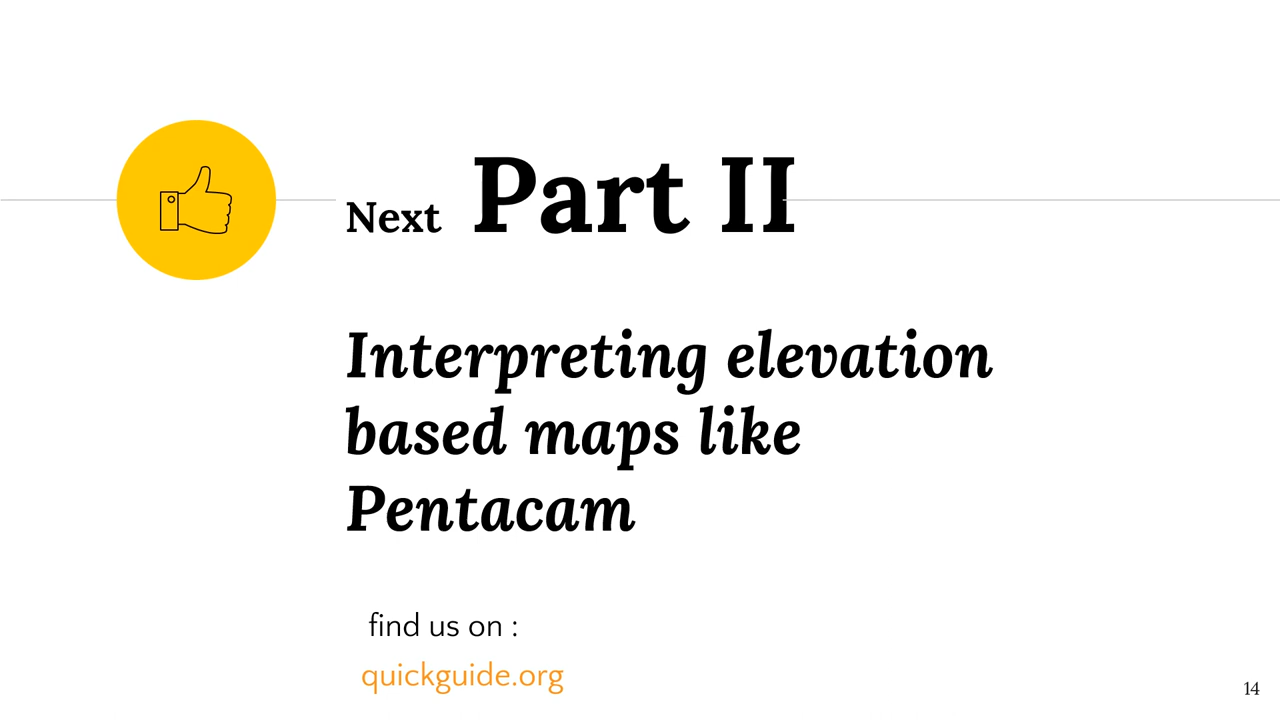 Next Part II
Interpreting elevation
based maps like
Pentacam
find us on :
quickguide.org
14